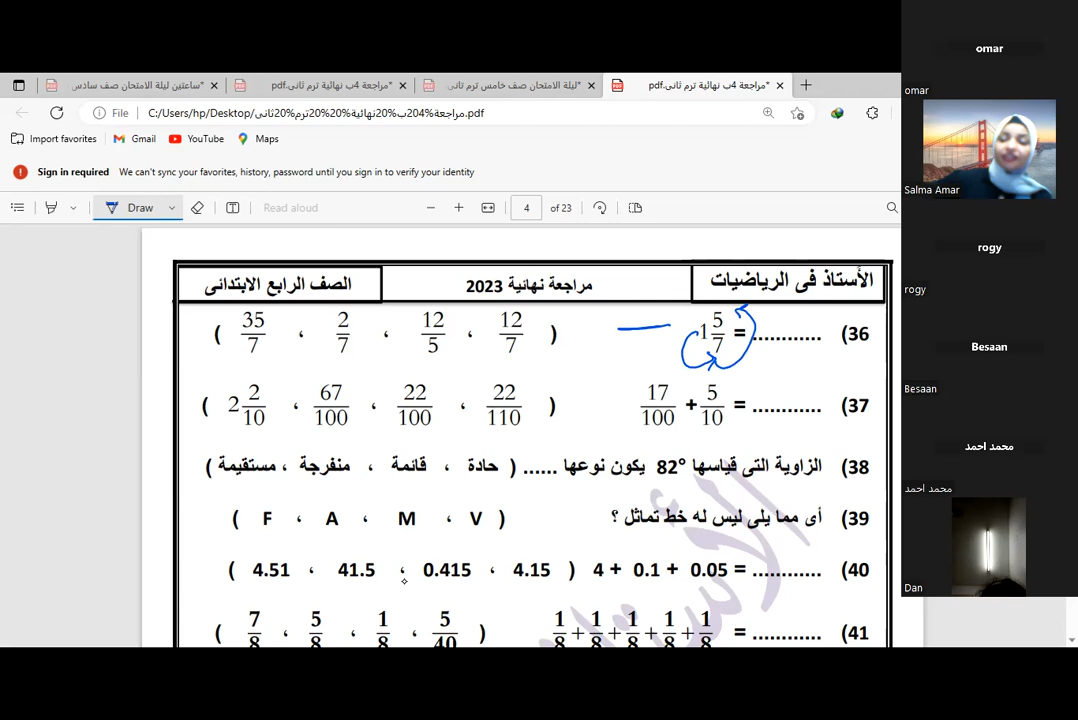 omar
*ساعتين ليلة الامتحان صف سادس
*مراجعة 4ب نهائية ترم ثانى.pdf
*ليلة الامتحان صف خامس ترم تانى
*مراجعة 4ب نهائية ترم ثانى.pdf
omar
File C:/Users/hp/Desktop/مراجعة%204ب%20نهائية%20%20ترم%20ثانى.pdf
Import favorites Gmail YouTube Maps
Sign in required We can't sync your favorites, history, password until you sign in to verify your identity
Salma Amar
Draw Read aloud 4 of 23
rogy
rogy
الأستاذ فى الرياضيات مراجعة نهائية 2023 الصف الرابع الابتدائى
36) ............ = 1 5/7 ( 12/7 ، 12/5 ، 2/7 ، 35/7 )
Besaan
Besaan
37) ............ = 5/10 + 17/100 ( 22/110 ، 22/100 ، 67/100 ، 2 2/10 )
محمد احمد
38) الزاوية التى قياسها 82° يكون نوعها ...... ( حادة ، قائمة ، منفرجة ، مستقيمة )
محمد احمد
39) أى مما يلى ليس له خط تماثل ؟ ( V ، M ، A ، F )
40) ............ = 4 + 0.1 + 0.05 ( 4.15 ، 0.415 ، 41.5 ، 4.51 )
Dan
41) ............ = 1/8 + 1/8 + 1/8 + 1/8 + 1/8 ( 5/40 ، 1/8 ، 5/8 ، 7/8 )